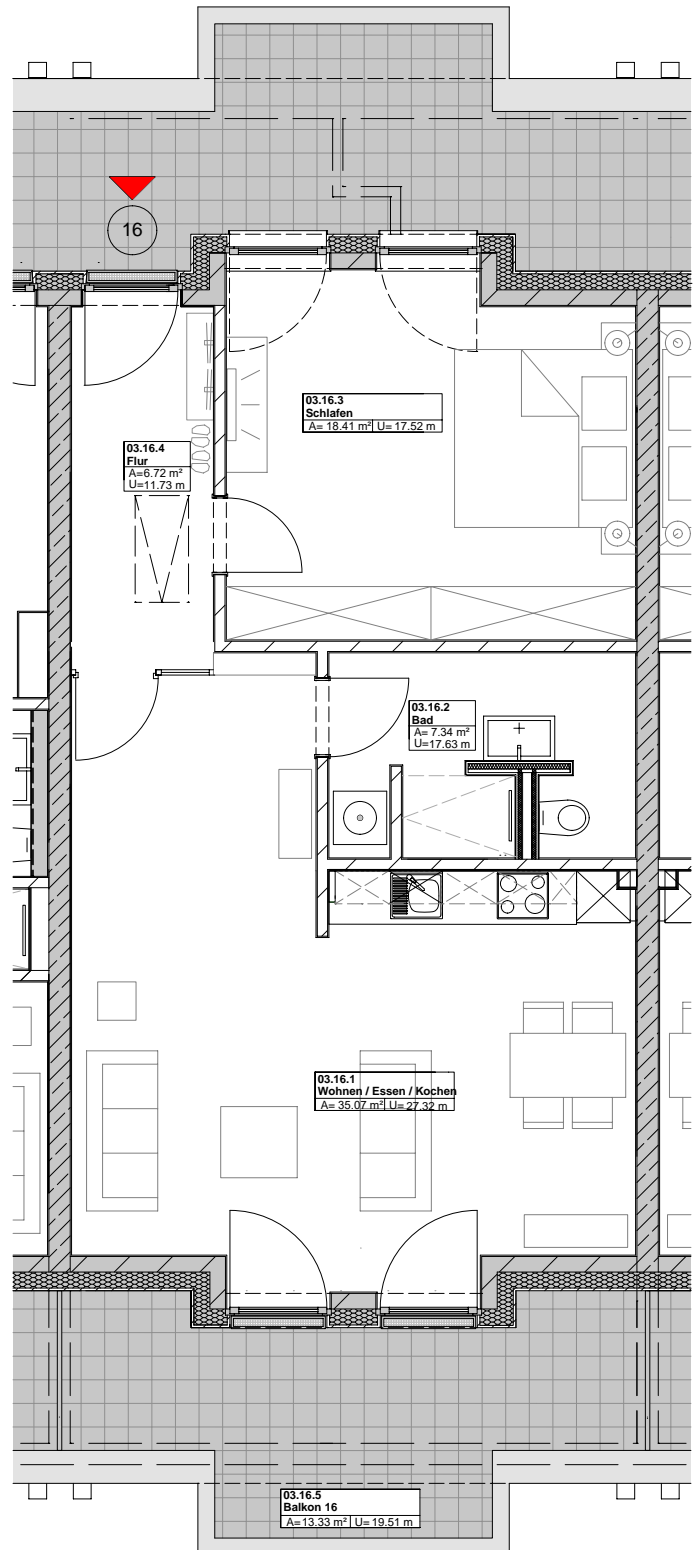 16
03.16.3
Schlafen
A= 18.41 m² U= 17.52 m
03.16.4
Flur
A=6.72 m²
U=11.73 m
03.16.2
Bad
A= 7.34 m²
U=17.63 m
03.16.1
Wohnen / Essen / Kochen
A= 35.07 m² U= 27.32 m
03.16.5
Balkon 16
A=13.33 m² U= 19.51 m